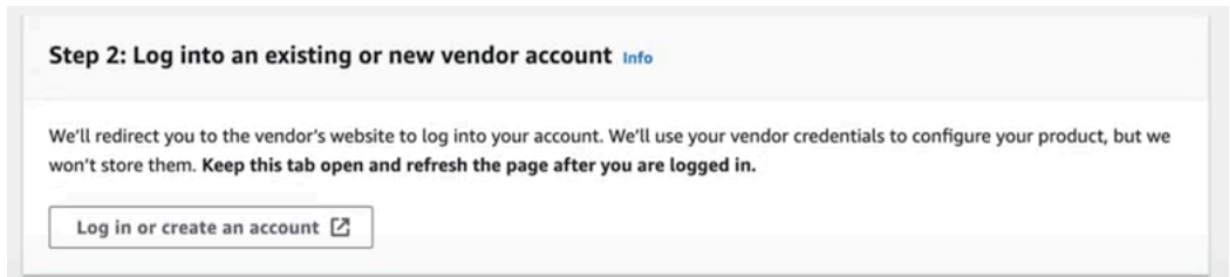 Step 2: Log into an existing or new vendor account Info
We'll redirect you to the vendor's website to log into your account. We'll use your vendor credentials to configure your product, but we
won't store them. Keep this tab open and refresh the page after you are logged in.
Log in or create an account